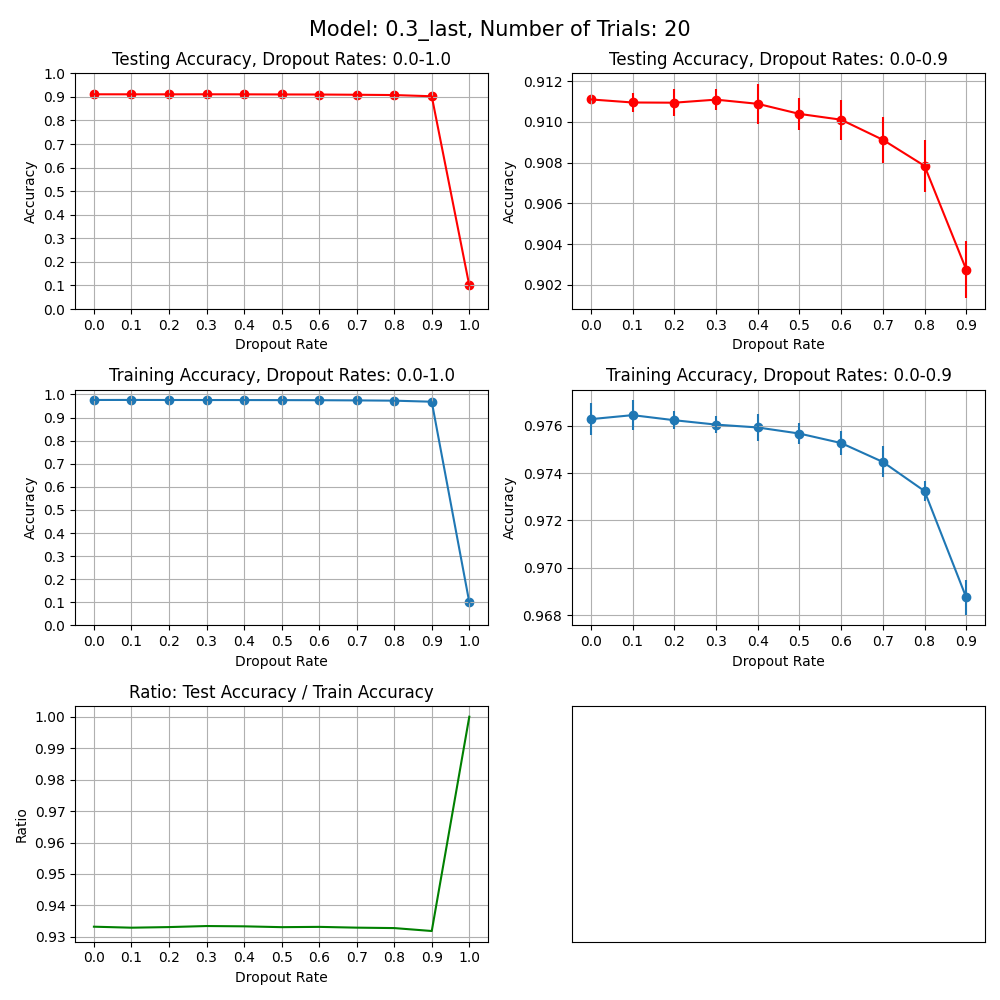 Model: 0.3_last, Number of Trials: 20
Testing Accuracy, Dropout Rates: 0.0-1.0
1.0
0.9
0.8
0.7
0.6
0.5
0.4
0.3
0.2
0.1
0.0
Accuracy
0.0 0.1 0.2 0.3 0.4 0.5 0.6 0.7 0.8 0.9 1.0
Dropout Rate
Testing Accuracy, Dropout Rates: 0.0-0.9
0.912
0.910
0.908
0.906
0.904
0.902
Accuracy
0.0 0.1 0.2 0.3 0.4 0.5 0.6 0.7 0.8 0.9
Dropout Rate
Training Accuracy, Dropout Rates: 0.0-1.0
1.0
0.9
0.8
0.7
0.6
0.5
0.4
0.3
0.2
0.1
0.0
Accuracy
0.0 0.1 0.2 0.3 0.4 0.5 0.6 0.7 0.8 0.9 1.0
Dropout Rate
Training Accuracy, Dropout Rates: 0.0-0.9
0.976
0.974
0.972
0.970
0.968
Accuracy
0.0 0.1 0.2 0.3 0.4 0.5 0.6 0.7 0.8 0.9
Dropout Rate
Ratio: Test Accuracy / Train Accuracy
1.00
0.99
0.98
0.97
0.96
0.95
0.94
0.93
Ratio
0.0 0.1 0.2 0.3 0.4 0.5 0.6 0.7 0.8 0.9 1.0
Dropout Rate